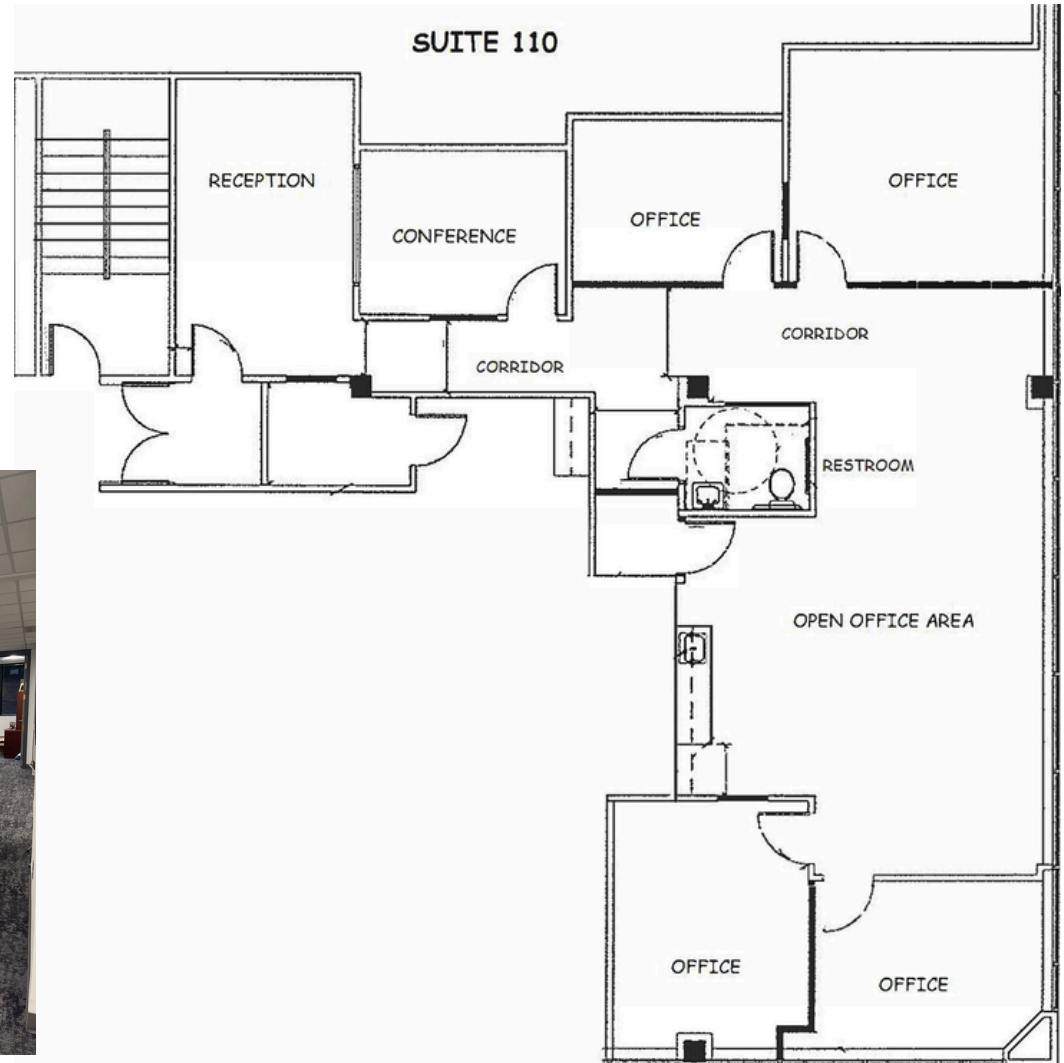 SUITE 110
RECEPTION
CONFERENCE
OFFICE
OFFICE
CORRIDOR
CORRIDOR
RESTROOM
OPEN OFFICE AREA
OFFICE
OFFICE